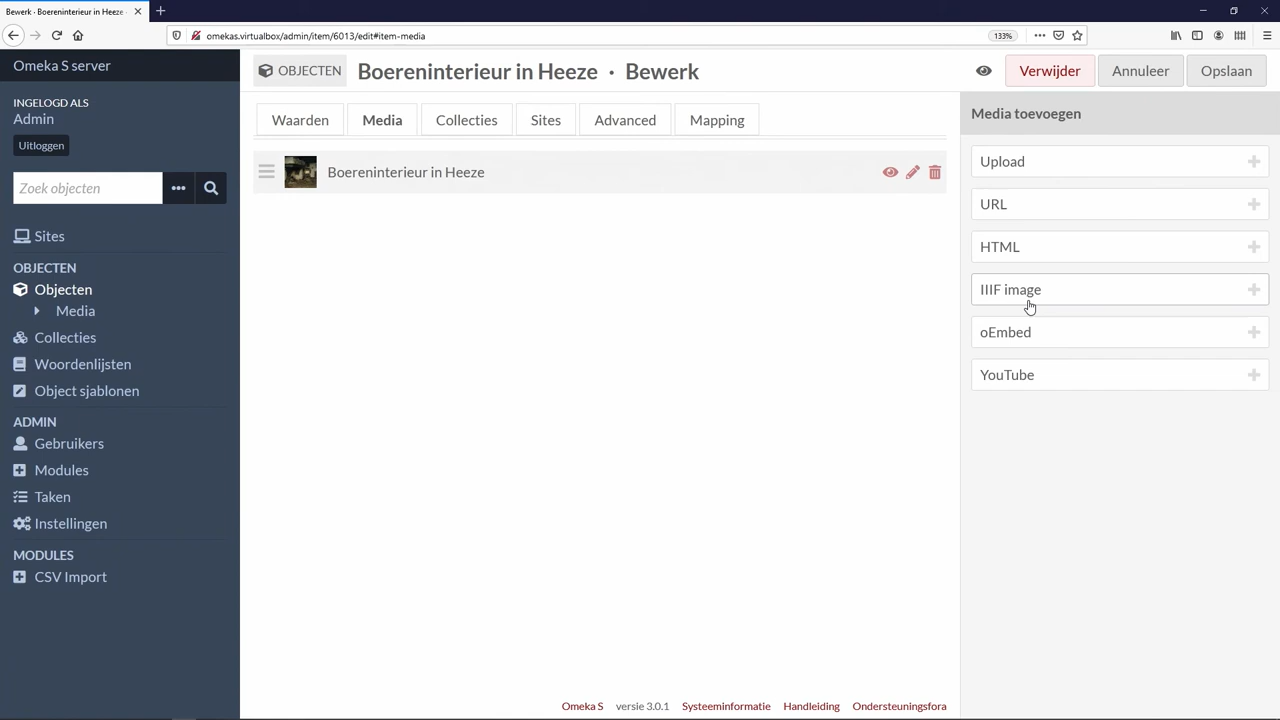 Bewerk · Boereninterieur in Heeze ·
omekas.virtualbox/admin/item/6013/edit#item-media
133%
Omeka S server
INGELOGD ALS
Admin
Uitloggen
Zoek objecten
Sites
OBJECTEN
Objecten
Media
Collecties
Woordenlijsten
Object sjablonen
ADMIN
Gebruikers
Modules
Taken
Instellingen
MODULES
CSV Import
OBJECTEN Boereninterieur in Heeze · Bewerk
Verwijder Annuleer Opslaan
Waarden Media Collecties Sites Advanced Mapping
Boereninterieur in Heeze
Media toevoegen
Upload
URL
HTML
IIIF image
oEmbed
YouTube
Omeka S versie 3.0.1 Systeeminformatie Handleiding Ondersteuningsfora